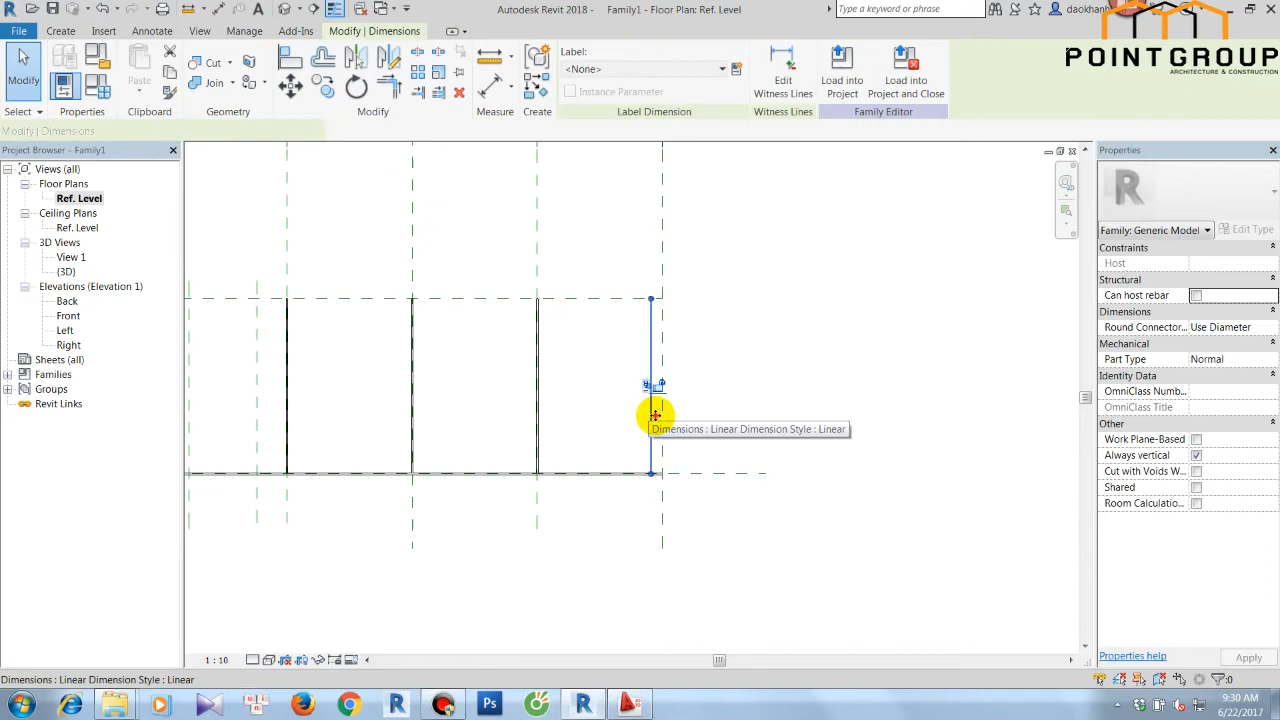 Autodesk Revit 2018 - Family1 - Floor Plan: Ref. Level
Type a keyword or phrase
daokhan
POINTGROUP
ARCHITECTURE & CONSTRUCTION
File
Create
Insert
Annotate
View
Manage
Add-Ins
Modify | Dimensions
Modify
Paste
Cut
Join
Label:
<None>
Instance Parameter
Edit
Witness Lines
Load into
Project
Load into
Project and Close
Select
Properties
Clipboard
Geometry
Modify
Measure
Create
Label Dimension
Witness Lines
Family Editor
Modify | Dimensions
Project Browser - Family1
Views (all)
Floor Plans
Ref. Level
Ceiling Plans
Ref. Level
3D Views
View 1
{3D}
Elevations (Elevation 1)
Back
Front
Left
Right
Sheets (all)
Families
Groups
Revit Links
Dimensions : Linear Dimension Style : Linear
1 : 10
Properties
Family: Generic Model
Edit Type
Constraints
Host
Structural
Can host rebar
Dimensions
Round Connector...
Use Diameter
Mechanical
Part Type
Normal
Identity Data
OmniClass Numb...
OmniClass Title
Other
Work Plane-Based
Always vertical
Cut with Voids W...
Shared
Room Calculatio...
Properties help
Apply
Dimensions : Linear Dimension Style : Linear
:0
Ps
9:30 AM
6/22/2017